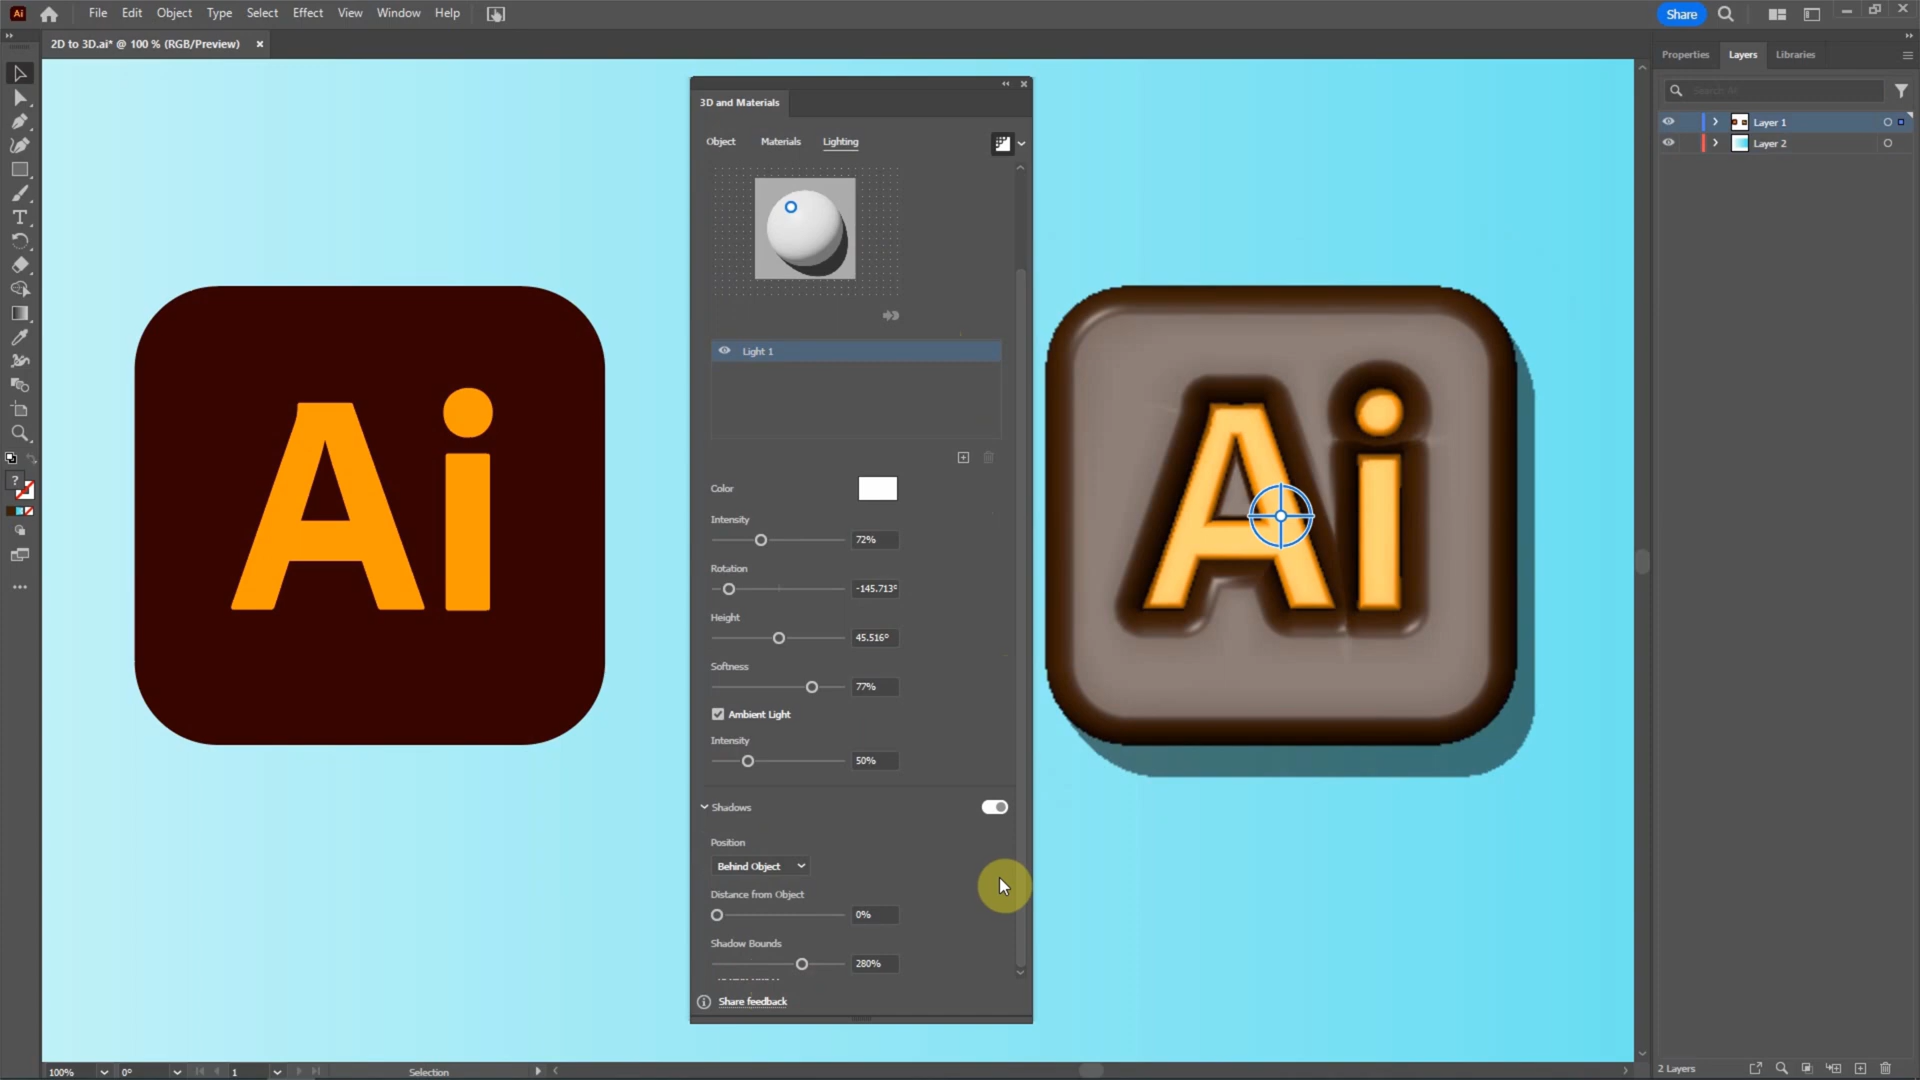 Ai File Edit Object Type Select Effect View Window Help Share
2D to 3D.ai* @ 100 % (RGB/Preview) ×
Properties Layers Libraries
Search All
Layer 1
Layer 2
3D and Materials
Object Materials Lighting
Light 1
Color
Intensity
72%
Rotation
-145.713°
Height
45.516°
Softness
77%
Ambient Light
Intensity
50%
Shadows
Position
Behind Object
Distance from Object
0%
Shadow Bounds
280%
Share feedback
Ai
Ai
T
?
100% 0° 1 Selection
2 Layers